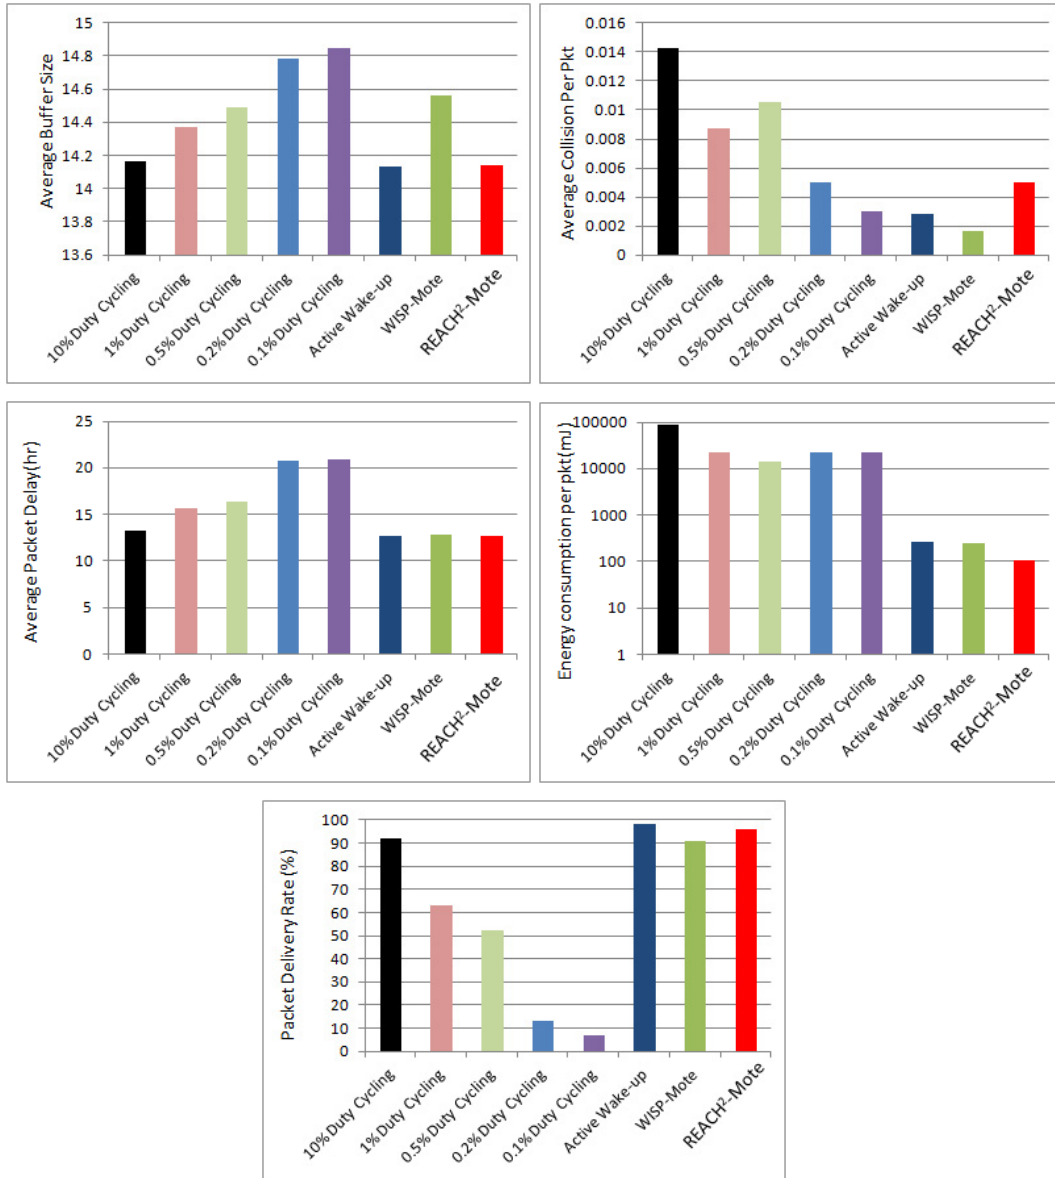 Average Buffer Size
15
14.8
14.6
14.4
14.2
14
13.8
13.6
10% Duty Cycling
1% Duty Cycling
0.5% Duty Cycling
0.2% Duty Cycling
0.1% Duty Cycling
Active Wake-up
WISP-Mote
REACH²-Mote
Average Collision Per Pkt
0.016
0.014
0.012
0.01
0.008
0.006
0.004
0.002
0
10% Duty Cycling
1% Duty Cycling
0.5% Duty Cycling
0.2% Duty Cycling
0.1% Duty Cycling
Active Wake-up
WISP-Mote
REACH²-Mote
Average Packet Delay(hr)
25
20
15
10
5
0
10% Duty Cycling
1% Duty Cycling
0.5% Duty Cycling
0.2% Duty Cycling
0.1% Duty Cycling
Active Wake-up
WISP-Mote
REACH²-Mote
Energy consumption per pkt(mJ)
100000
10000
1000
100
10
1
10% Duty Cycling
1% Duty Cycling
0.5% Duty Cycling
0.2% Duty Cycling
0.1% Duty Cycling
Active Wake-up
WISP-Mote
REACH²-Mote
Packet Delivery Rate (%)
100
90
80
70
60
50
40
30
20
10
0
10% Duty Cycling
1% Duty Cycling
0.5% Duty Cycling
0.2% Duty Cycling
0.1% Duty Cycling
Active Wake-up
WISP-Mote
REACH²-Mote